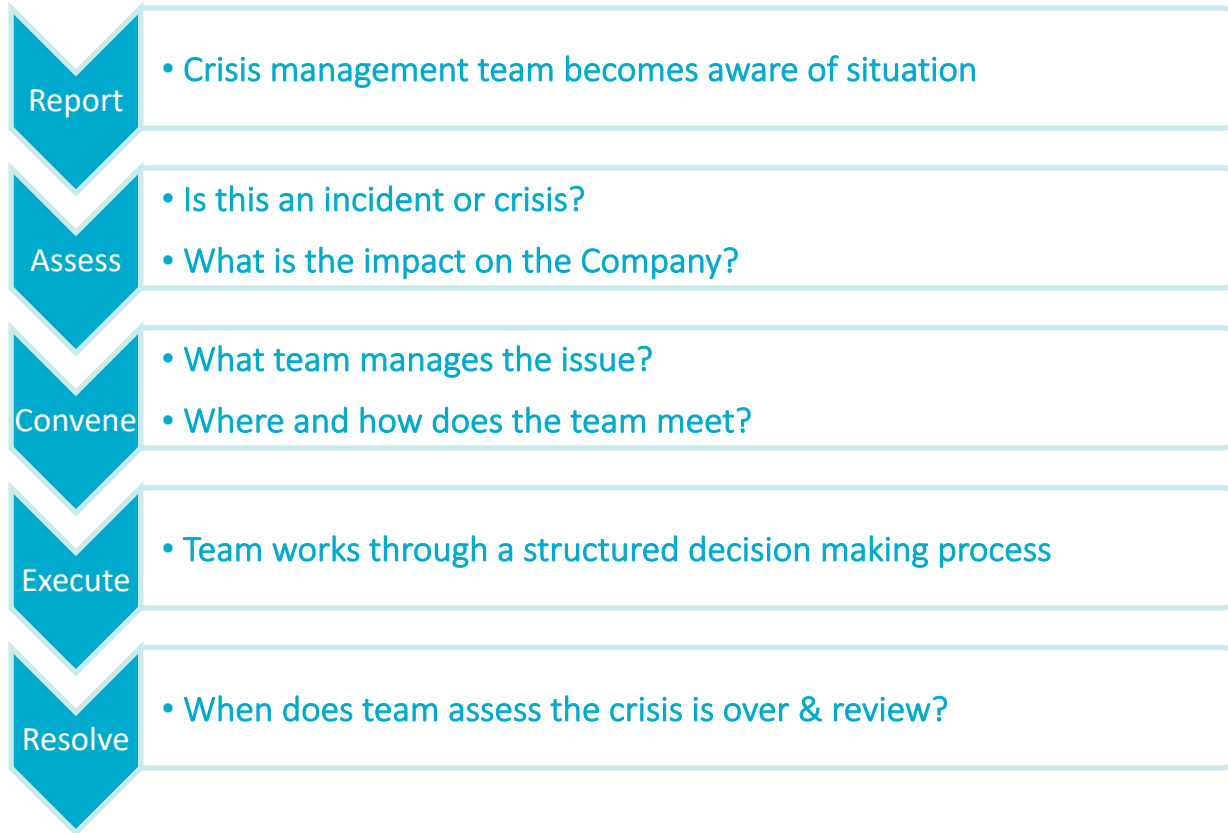 Report
• Crisis management team becomes aware of situation
Assess
• Is this an incident or crisis?
• What is the impact on the Company?
Convene
• What team manages the issue?
• Where and how does the team meet?
Execute
• Team works through a structured decision making process
Resolve
• When does team assess the crisis is over & review?